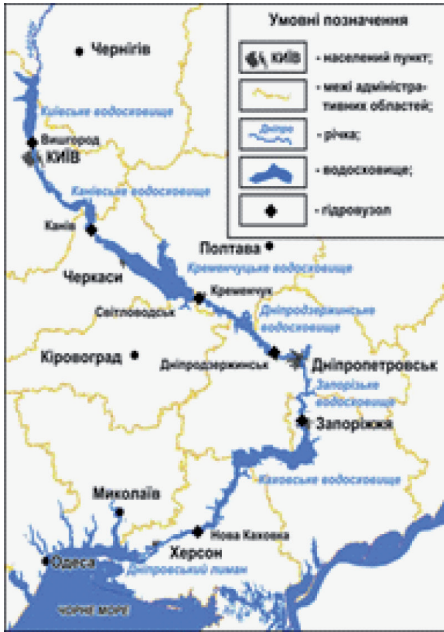 Умовні позначення
КИЇВ - населений пункт;
- межі адміністра-
тивних областей;
Дніпро - річка;
- водосховище;
- гідровузол
Чернігів
Київське водосховище
Вишгород
КИЇВ
Канівське водосховище
Канів
Полтава
Черкаси
Кременчуцьке водосховище
Кременчук
Світловодськ
Дніпродзержинське
водосховище
Кіровоград
Дніпродзержинськ
Дніпропетровськ
Запорізьке
водосховище
Запоріжжя
Каховське водосховище
Миколаїв
Нова Каховка
Херсон
Одеса
Дніпровський лиман
ЧОРНЕ МОРЕ